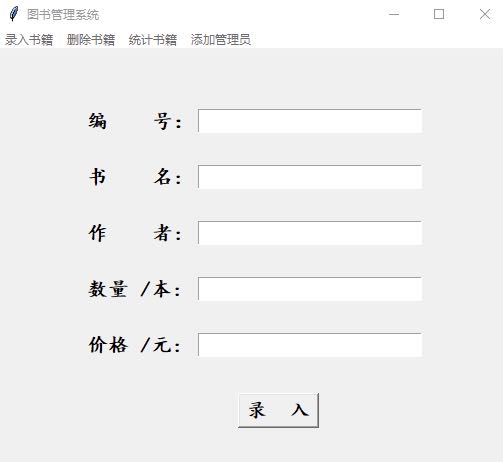 图书管理系统
录入书籍 删除书籍 统计书籍 添加管理员
编 号：
书 名：
作 者：
数量 /本：
价格 /元：
录 入